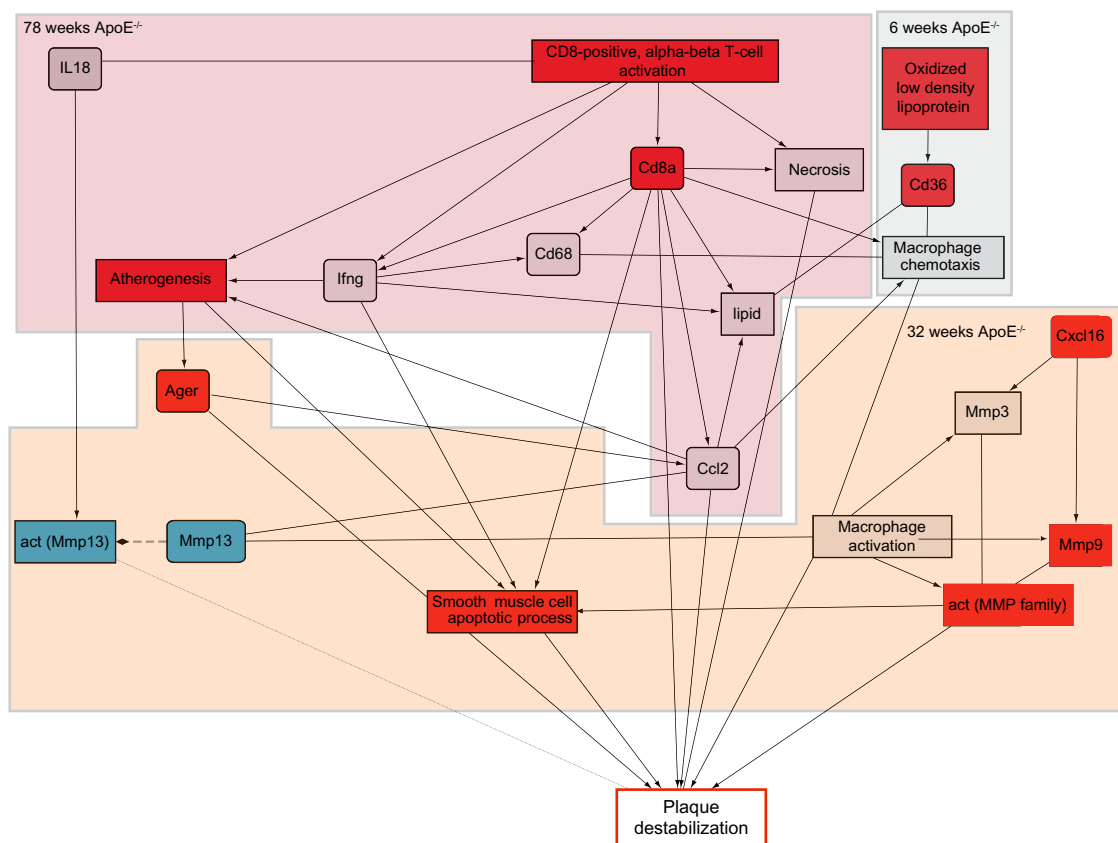 78 weeks ApoE⁻/⁻
6 weeks ApoE⁻/⁻
IL18
CD8-positive, alpha-beta T-cell
activation
Oxidized
low density
lipoprotein
Cd8a
Necrosis
Cd36
Cd68
Macrophage
chemotaxis
Atherogenesis
Ifng
lipid
32 weeks ApoE⁻/⁻
Cxcl16
Ager
Mmp3
Ccl2
act (Mmp13)
Mmp13
Macrophage
activation
Mmp9
Smooth muscle cell
apoptotic process
act (MMP family)
Plaque
destabilization